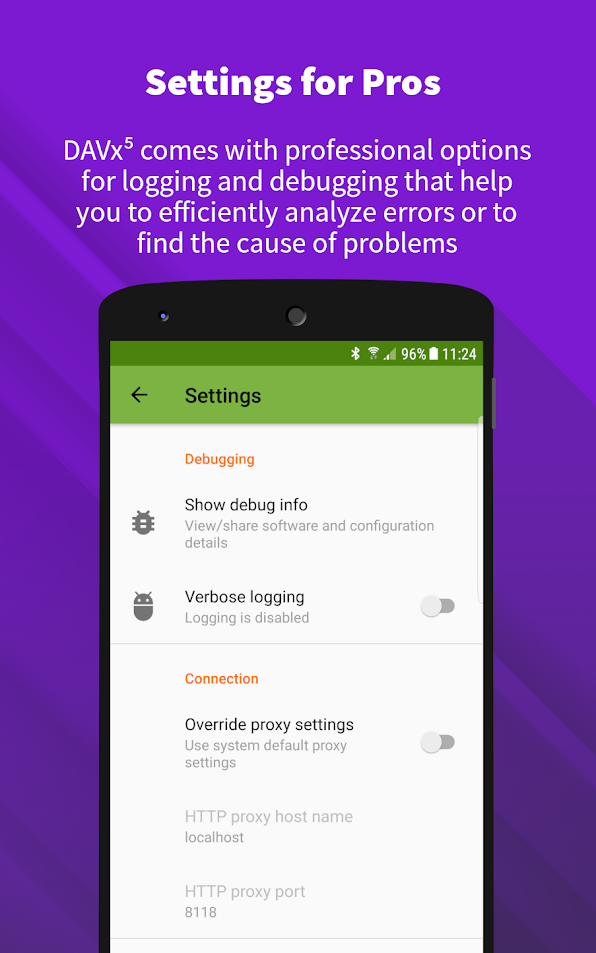 Settings for Pros
DAVx⁵ comes with professional options
for logging and debugging that help
you to efficiently analyze errors or to
find the cause of problems
96% 11:24
Settings
Debugging
Show debug info
View/share software and configuration
details
Verbose logging
Logging is disabled
Connection
Override proxy settings
Use system default proxy
settings
HTTP proxy host name
localhost
HTTP proxy port
8118